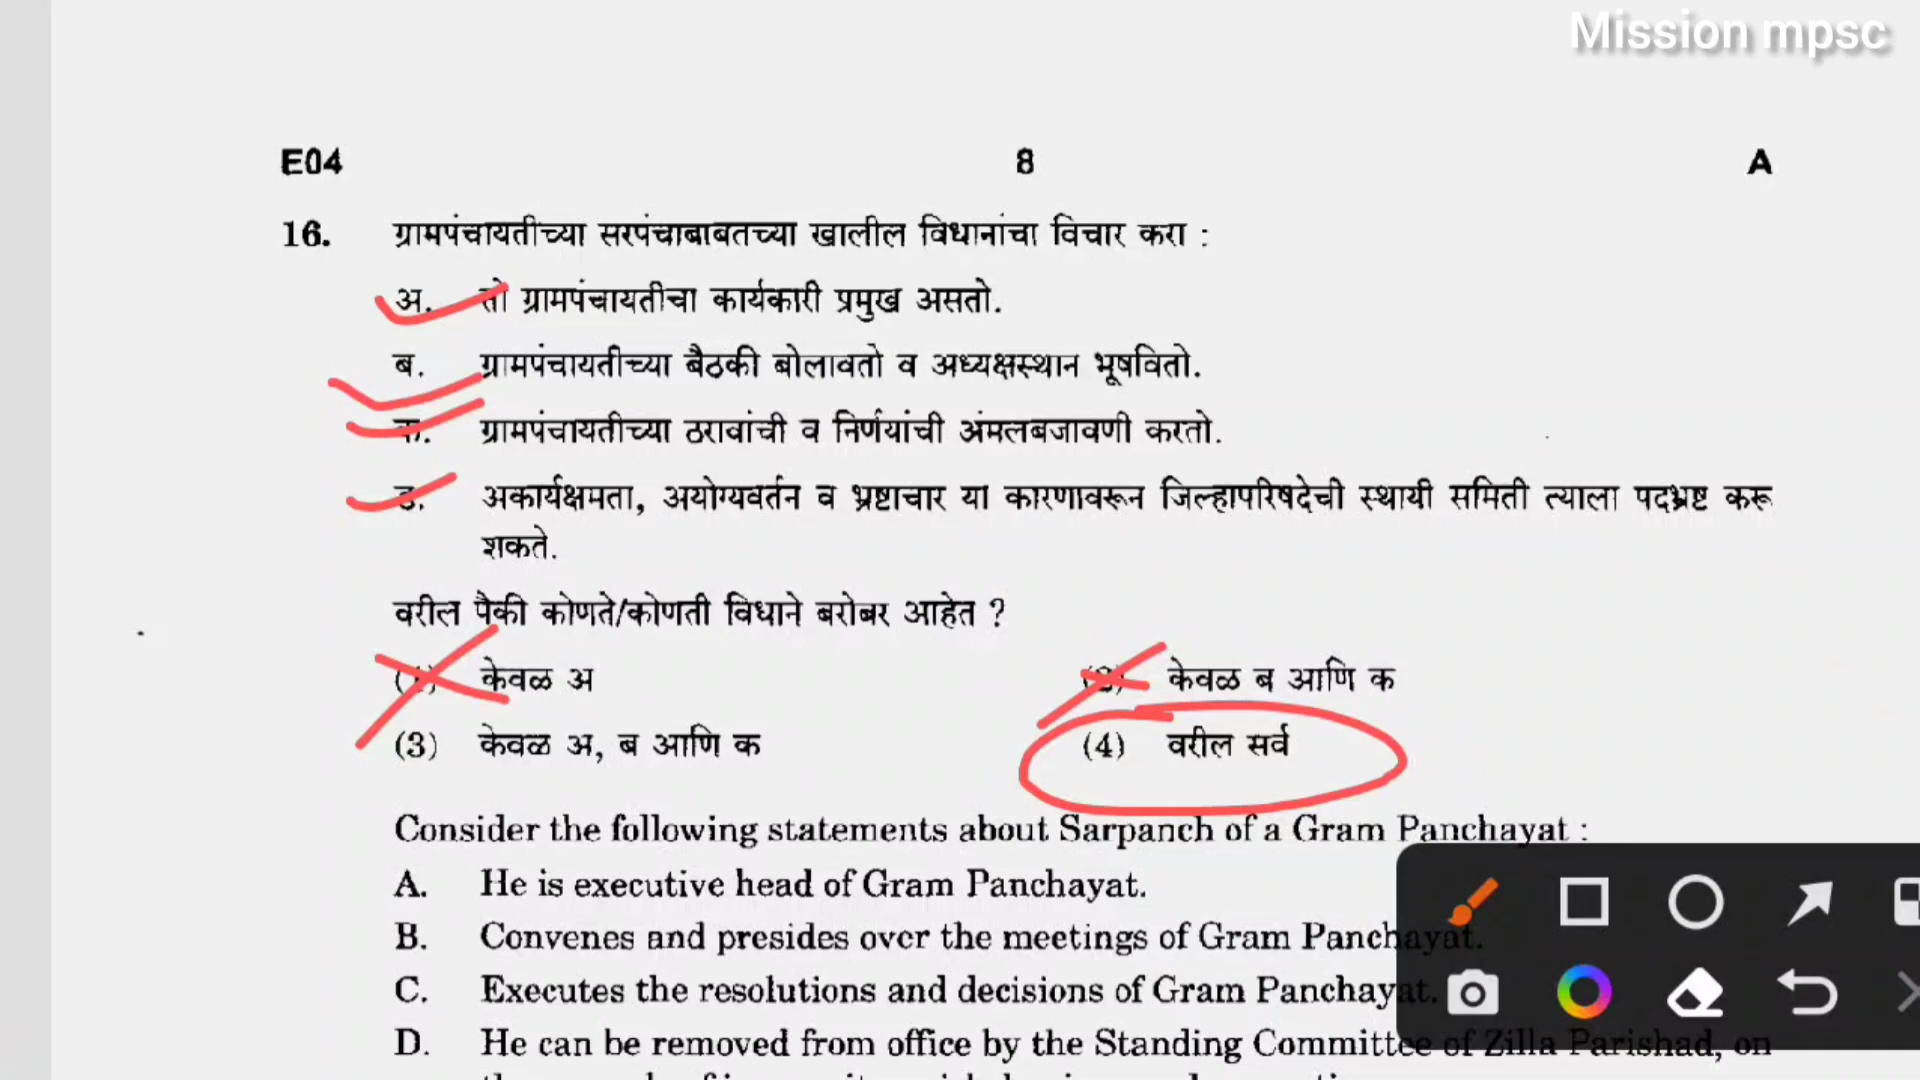 Mission mpsc
E04 8 A
16. ग्रामपंचायतीच्या सरपंचाबाबतच्या खालील विधानांचा विचार करा :
अ. तो ग्रामपंचायतीचा कार्यकारी प्रमुख असतो.
ब. ग्रामपंचायतीच्या बैठकी बोलावतो व अध्यक्षस्थान भूषवितो.
क. ग्रामपंचायतीच्या ठरावांची व निर्णयांची अंमलबजावणी करतो.
ड. अकार्यक्षमता, अयोग्यवर्तन व भ्रष्टाचार या कारणावरून जिल्हापरिषदेची स्थायी समिती त्याला पदभ्रष्ट करू
शकते.
वरील पैकी कोणते/कोणती विधाने बरोबर आहेत ?
(1) केवळ अ (2) केवळ ब आणि क
(3) केवळ अ, ब आणि क (4) वरील सर्व
Consider the following statements about Sarpanch of a Gram Panchayat :
A. He is executive head of Gram Panchayat.
B. Convenes and presides over the meetings of Gram Panchayat.
C. Executes the resolutions and decisions of Gram Panchayat.
D. He can be removed from office by the Standing Committee of Zilla Parishad, on